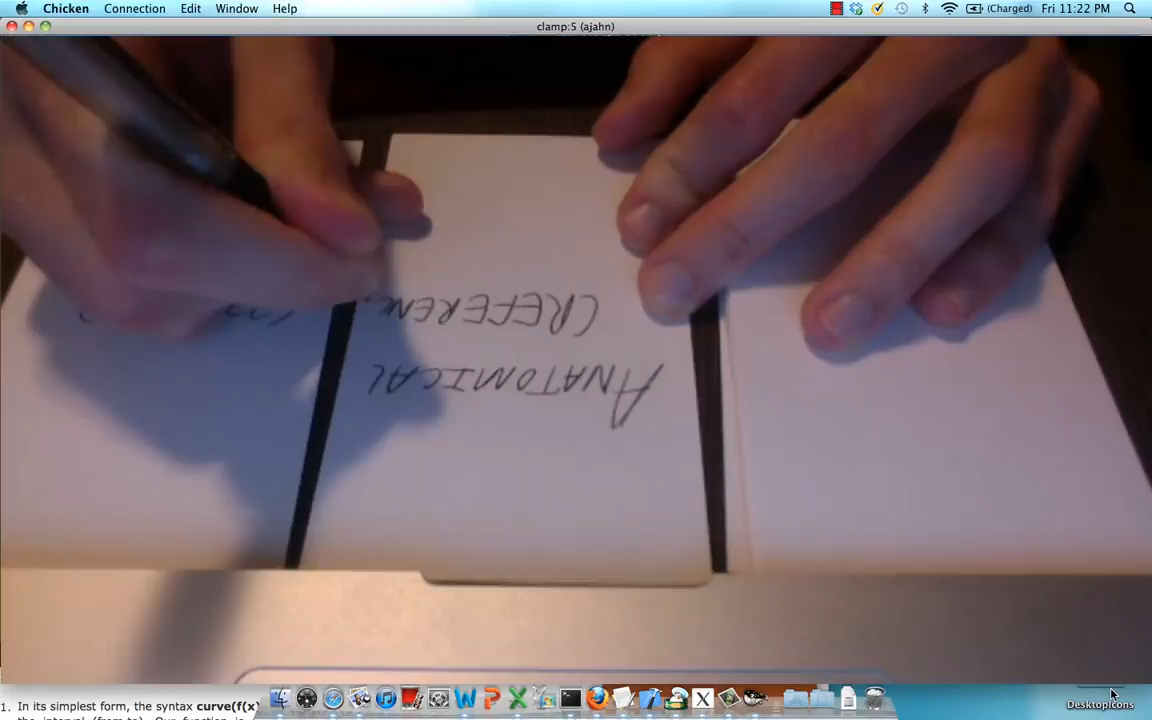 Chicken Connection Edit Window Help (Charged) Fri 11:22 PM
clamp:5 (ajahn)
ANATOMICAL
(REFEREN
1. In its simplest form, the syntax curve(f(x)
DesktopIcons